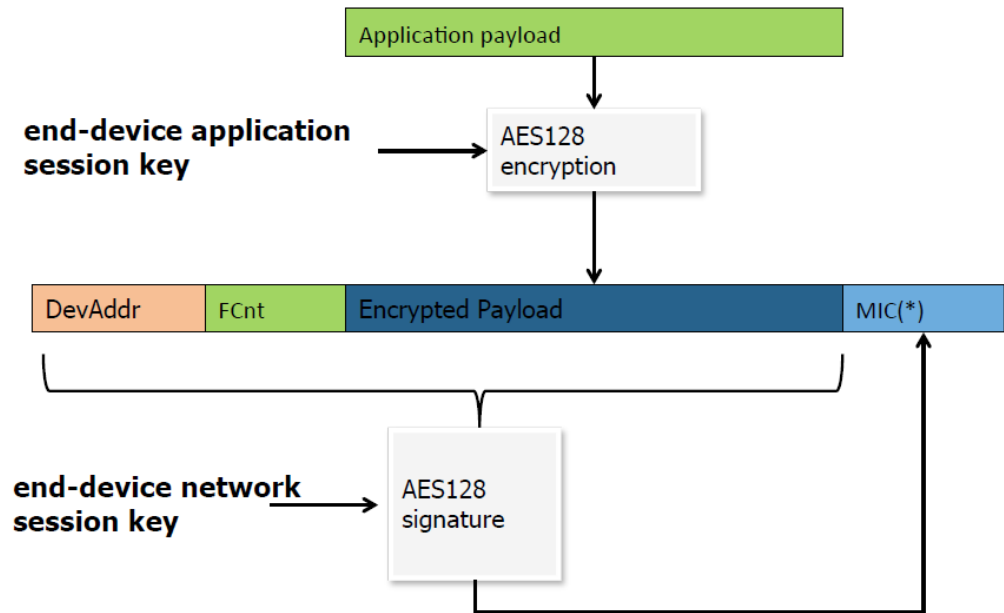 Application payload
end-device application
session key
AES128
encryption
DevAddr
FCnt
Encrypted Payload
MIC(*)
end-device network
session key
AES128
signature